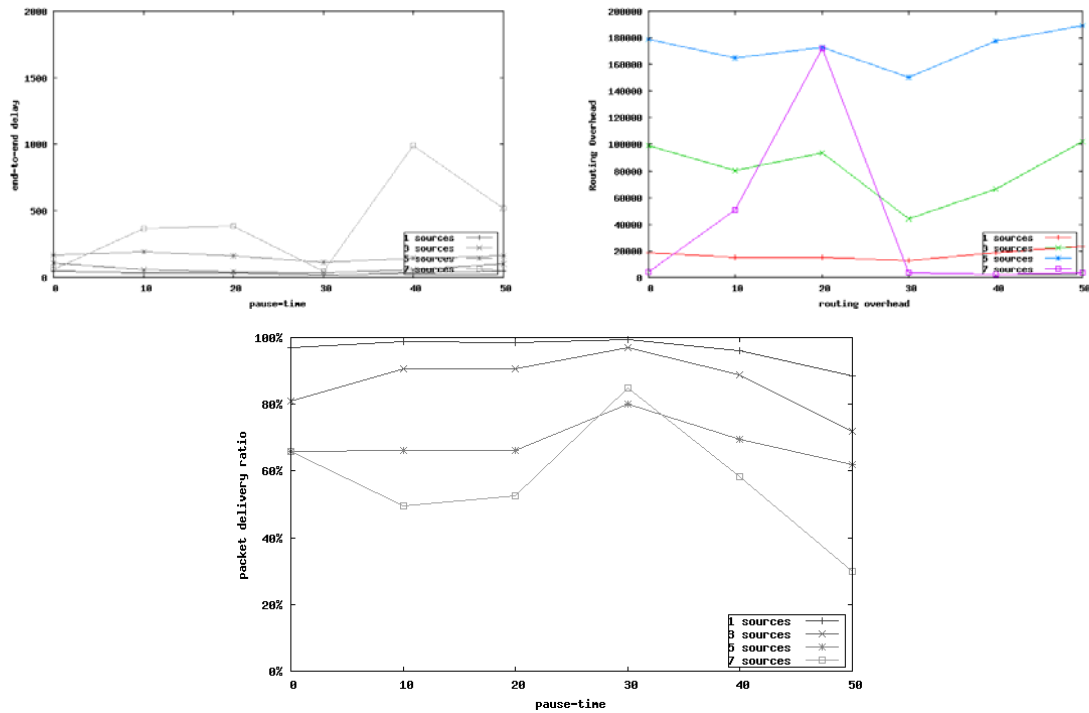 2000
1500
1000
500
0
end-to-end delay
1 sources
3 sources
5 sources
7 sources
0 10 20 30 40 50
pause-time
200000
180000
160000
140000
120000
100000
80000
60000
40000
20000
0
Routing Overhead
1 sources
3 sources
5 sources
7 sources
0 10 20 30 40 50
routing overhead
100%
80%
60%
40%
20%
0%
packet delivery ratio
1 sources
3 sources
5 sources
7 sources
0 10 20 30 40 50
pause-time